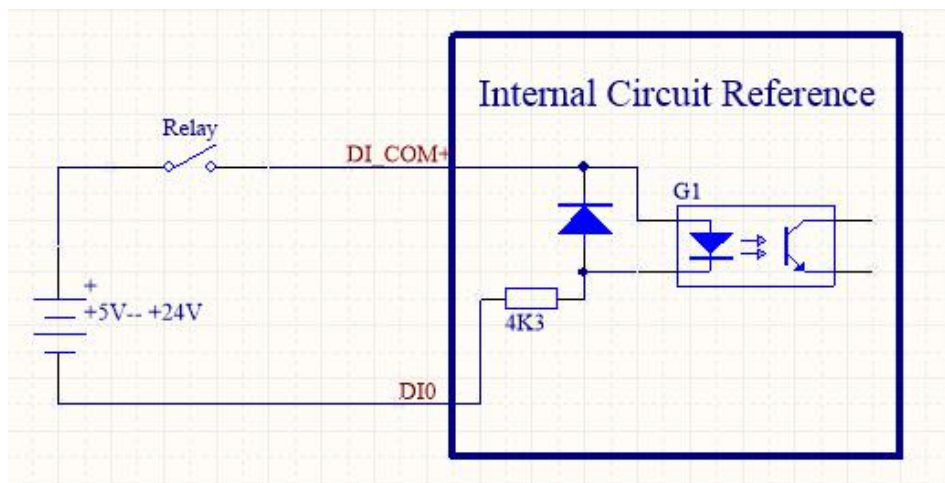 Internal Circuit Reference
Relay
DI_COM+
G1
+
+5V-- +24V
4K3
DI0